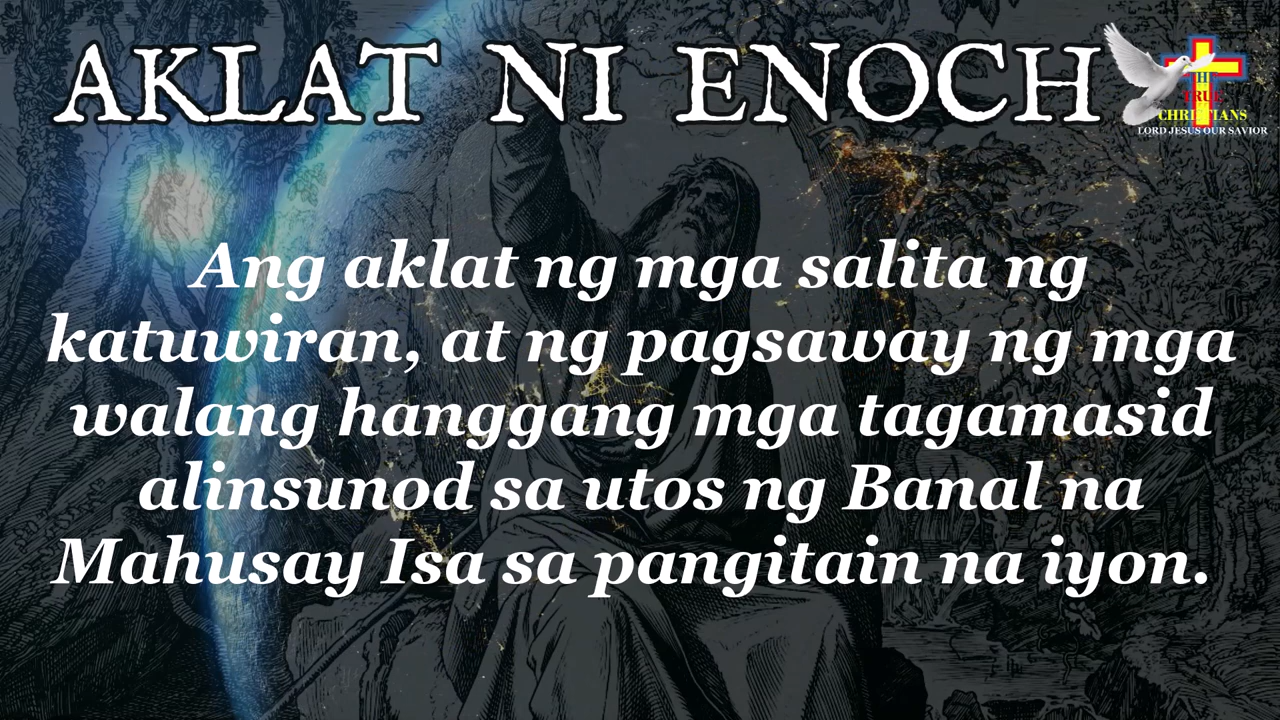 AKLAT NI ENOCH
TRUE
CHRISTIANS
LORD JESUS OUR SAVIOR
Ang aklat ng mga salita ng
katuwiran, at ng pagsaway ng mga
walang hanggang mga tagamasid
alinsunod sa utos ng Banal na
Mahusay Isa sa pangitain na iyon.